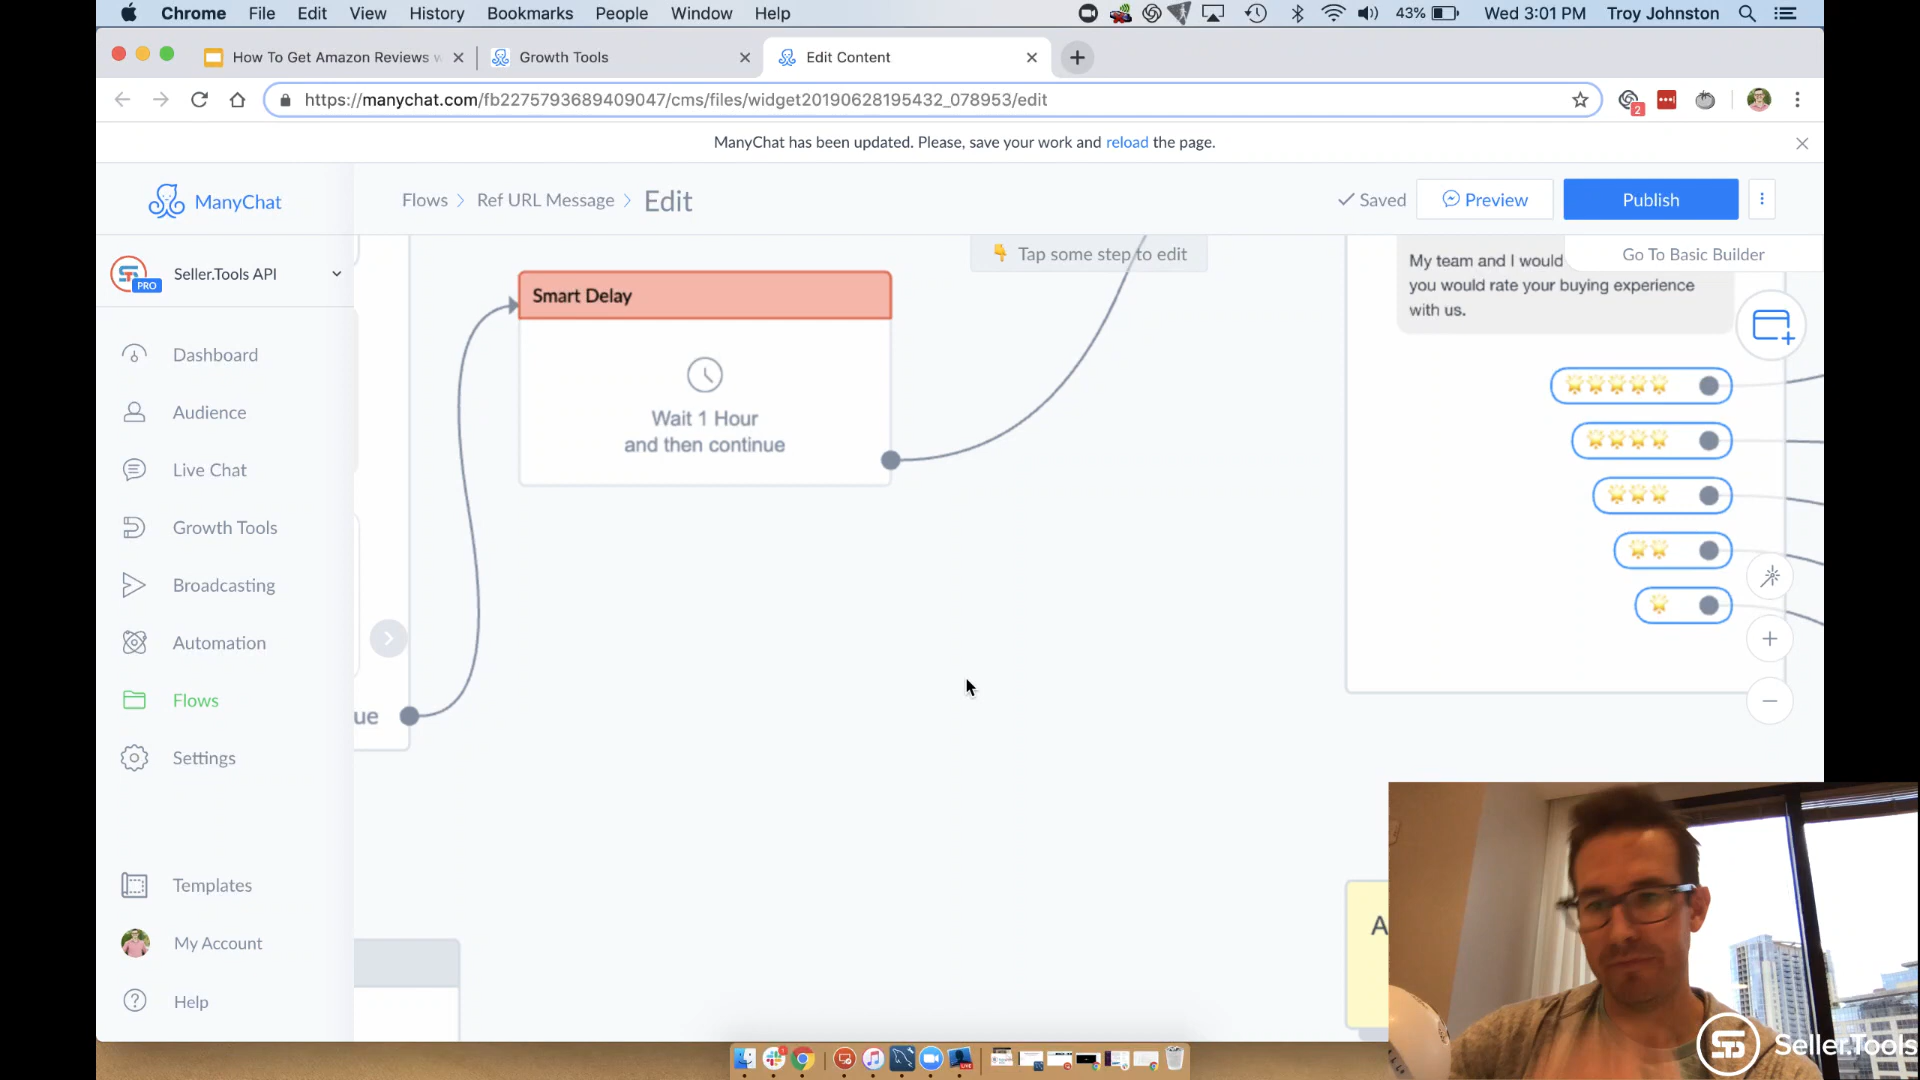 Chrome File Edit View History Bookmarks People Window Help
43% Wed 3:01 PM Troy Johnston
How To Get Amazon Reviews w
Growth Tools
Edit Content
https://manychat.com/fb2275793689409047/cms/files/widget20190628195432_078953/edit
2
ManyChat has been updated. Please, save your work and reload the page.
ManyChat
Flows > Ref URL Message > Edit
Saved
Preview
Publish
Seller.Tools API
PRO
Tap some step to edit
Go To Basic Builder
Dashboard
Audience
Live Chat
Growth Tools
Broadcasting
Automation
Flows
Settings
Templates
My Account
Help
Smart Delay
Wait 1 Hour
and then continue
ue
My team and I would
you would rate your buying experience
with us.
A
Seller.Tools